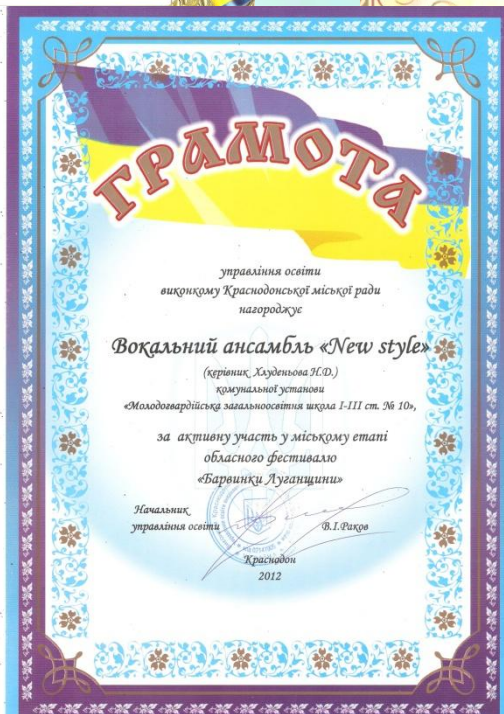 ГРАМОТА
управління освіти
виконкому Краснодонської міської ради
нагороджує
Вокальний ансамбль «New style»
(керівник Хлуденьова Н.Д.)
комунальної установи
«Молодогвардійська загальноосвітня школа І-ІІІ ст. № 10»,
за активну участь у міському етапі
обласного фестивалю
«Барвинки Луганщини»
Начальник
управління освіти В.І.Раков
Краснодон
2012